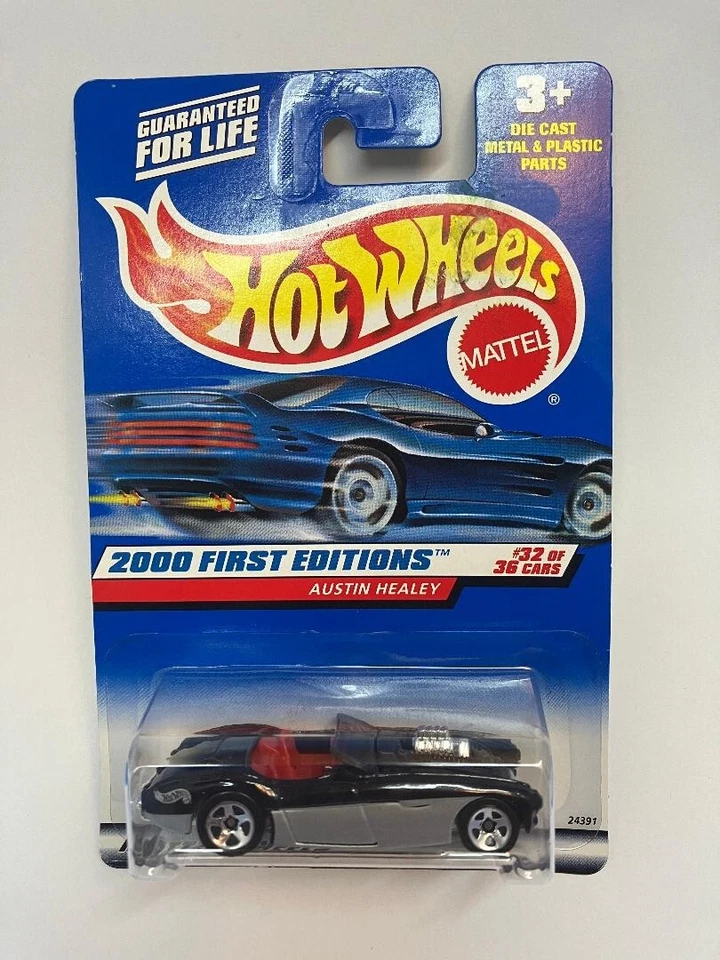 GUARANTEED
FOR LIFE
3+
DIE CAST
METAL & PLASTIC
PARTS
HOT WHEELS
MATTEL
®
2000 FIRST EDITIONS™
#32 OF
36 CARS
AUSTIN HEALEY
24391